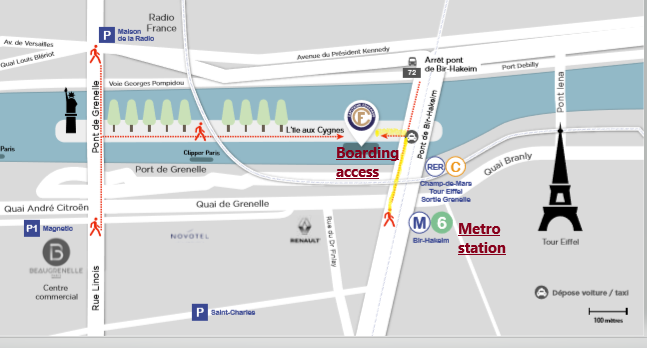 Radio
France
P
Maison
de la Radio
Av. de Versailles
Quai Louis Blériot
Avenue du Président Kennedy
Arrêt pont
de Bir-Hakeim
72
Port Debilly
Voie Georges Pompidou
Pont de Grenelle
Pont Iena
L'île aux Cygnes
F
Pont de Bir-Hakeim
Paris
Clipper Paris
Boarding
access
Port de Grenelle
RER C
Champ-de-Mars
Tour Eiffel
Sortie Grenelle
Quai Branly
Quai André Citroën
Quai de Grenelle
P1 Magnetic
M 6
Bir-Hakeim
Metro
station
NOVOTEL
RENAULT
Rue du Dr Finlay
Tour Eiffel
B
BEAUGRENELLE
Centre
commercial
Rue Linois
Dépose voiture / taxi
P Saint-Charles
100 mètres